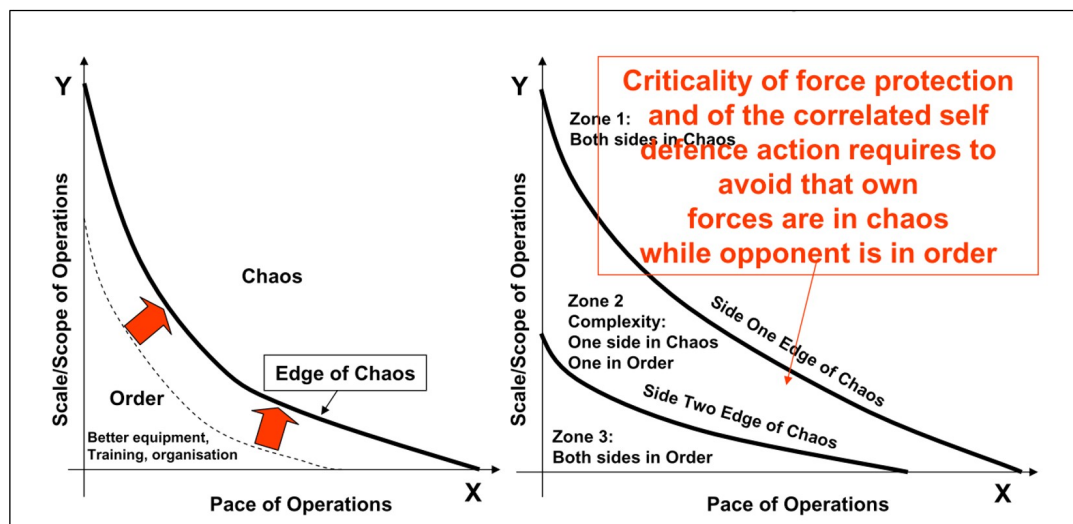 Y
Scale/Scope of Operations
Chaos
Edge of Chaos
Order
Better equipment,
Training, organisation
X
Pace of Operations
Y
Scale/Scope of Operations
Criticality of force protection
and of the correlated self
defence action requires to
avoid that own
forces are in chaos
while opponent is in order
Zone 1:
Both sides in Chaos
Zone 2
Complexity:
One side in Chaos
One in Order
Side One Edge of Chaos
Side Two Edge of Chaos
Zone 3:
Both sides in Order
X
Pace of Operations